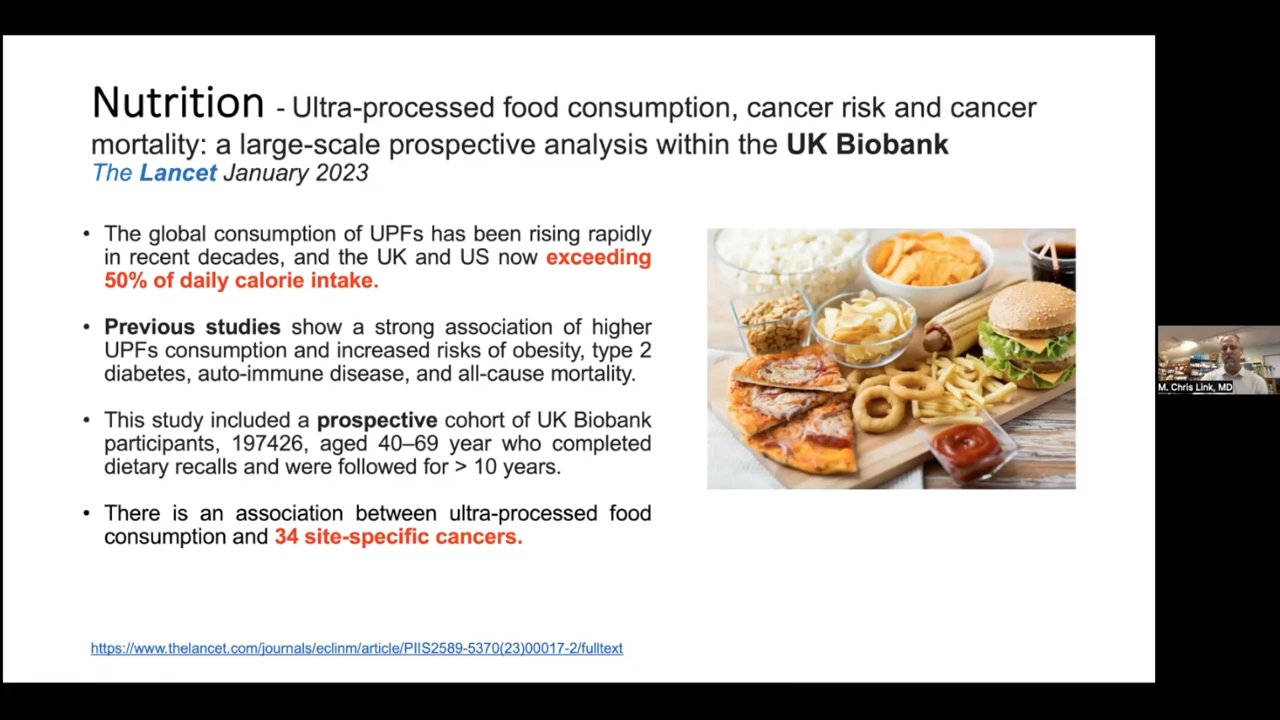 Nutrition - Ultra-processed food consumption, cancer risk and cancer
mortality: a large-scale prospective analysis within the UK Biobank
The Lancet January 2023
• The global consumption of UPFs has been rising rapidly
in recent decades, and the UK and US now exceeding
50% of daily calorie intake.
• Previous studies show a strong association of higher
UPFs consumption and increased risks of obesity, type 2
diabetes, auto-immune disease, and all-cause mortality.
• This study included a prospective cohort of UK Biobank
participants, 197426, aged 40–69 year who completed
dietary recalls and were followed for > 10 years.
• There is an association between ultra-processed food
consumption and 34 site-specific cancers.
https://www.thelancet.com/journals/eclinm/article/PIIS2589-5370(23)00017-2/fulltext
M. Chris Link, MD